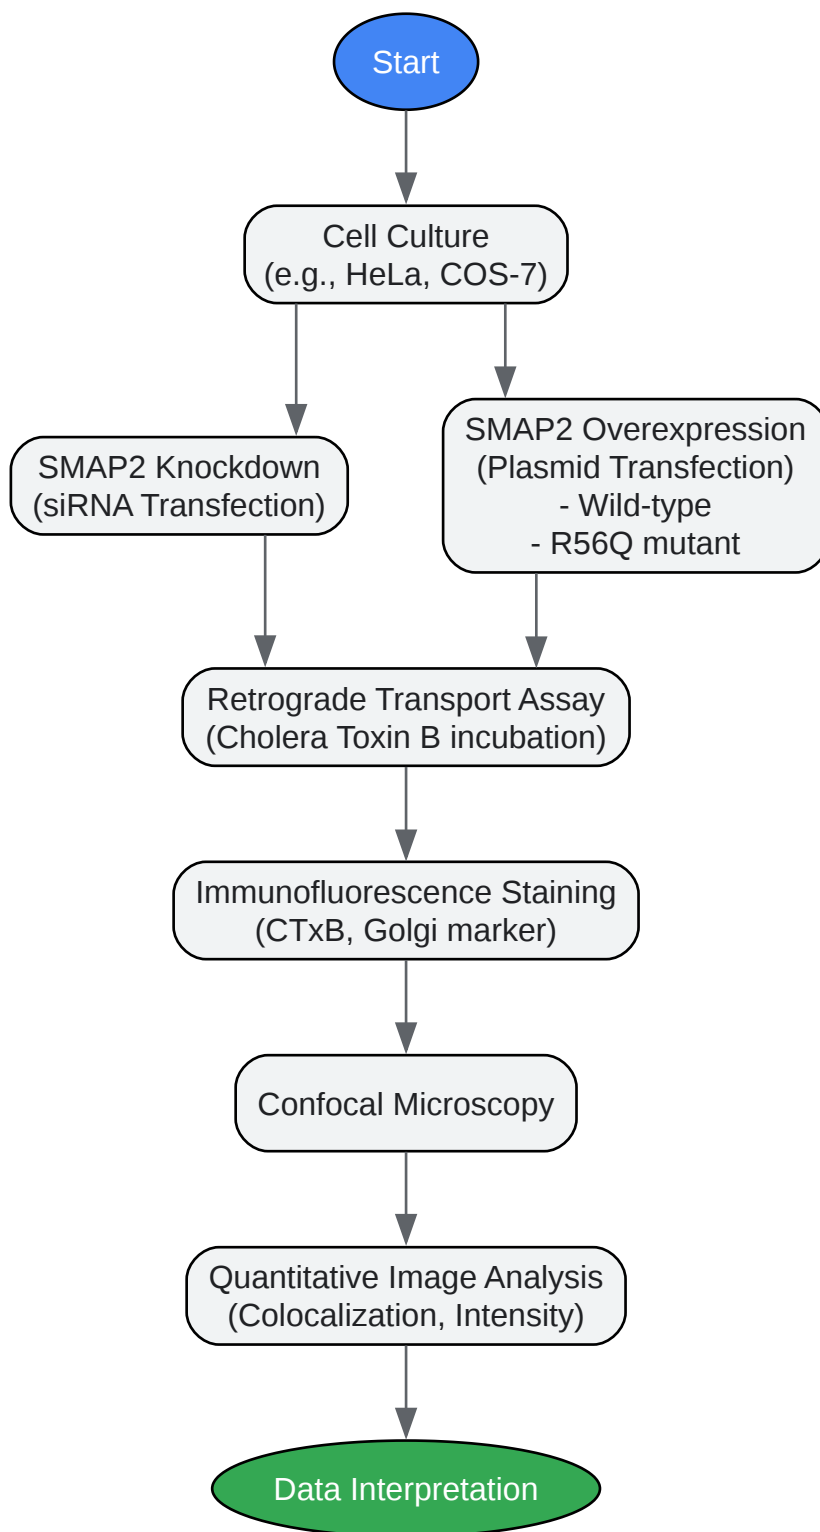 Start
Cell Culture
(e.g., HeLa, COS-7)
SMAP2 Knockdown
(siRNA Transfection)
SMAP2 Overexpression
(Plasmid Transfection)
- Wild-type
- R56Q mutant
Retrograde Transport Assay
(Cholera Toxin B incubation)
Immunofluorescence Staining
(CTxB, Golgi marker)
Confocal Microscopy
Quantitative Image Analysis
(Colocalization, Intensity)
Data Interpretation